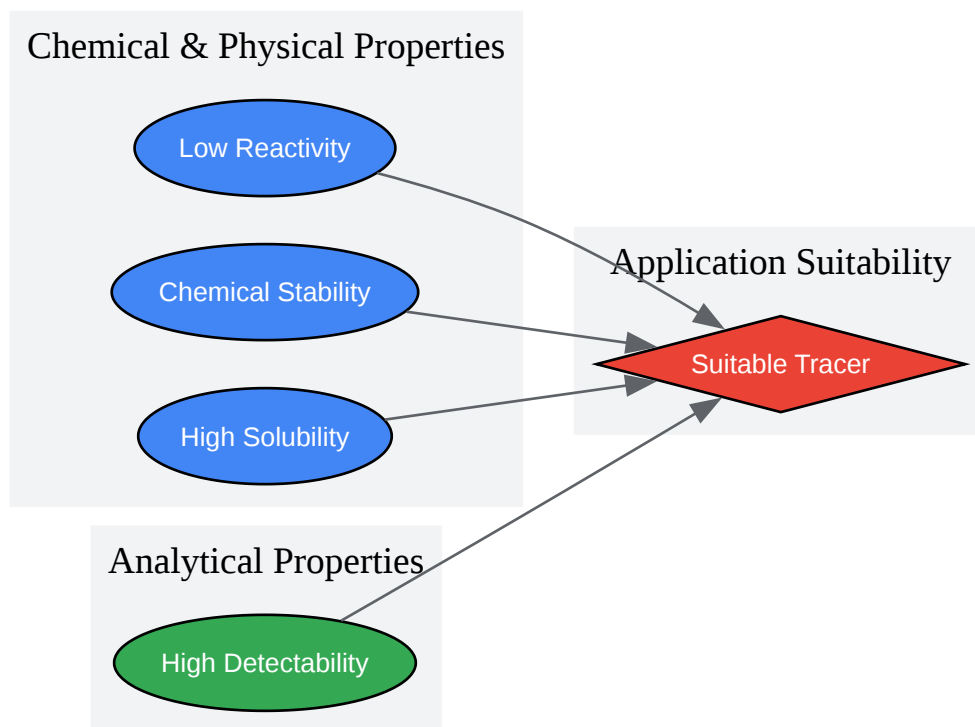 Chemical & Physical Properties
Low Reactivity
Chemical Stability
High Solubility
Application Suitability
Suitable Tracer
Analytical Properties
High Detectability